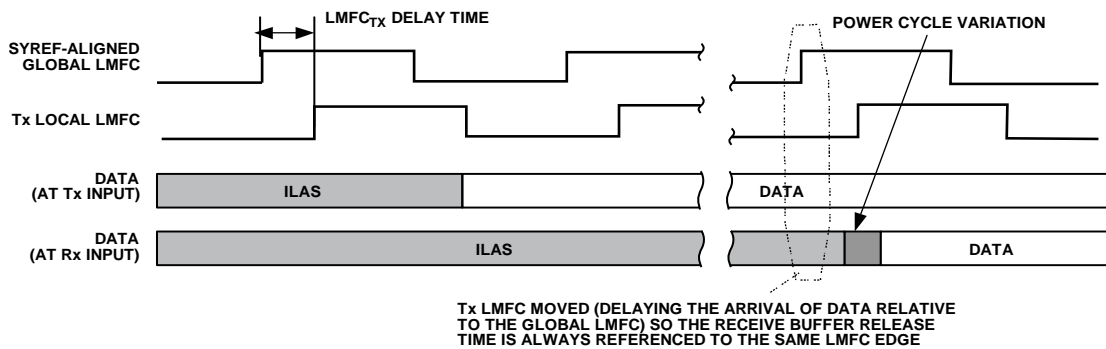 LMFCTX DELAY TIME
POWER CYCLE VARIATION
SYREF-ALIGNED
GLOBAL LMFC
Tx LOCAL LMFC
DATA
(AT Tx INPUT)
ILAS
DATA
DATA
(AT Rx INPUT)
ILAS
DATA
Tx LMFC MOVED (DELAYING THE ARRIVAL OF DATA RELATIVE
TO THE GLOBAL LMFC) SO THE RECEIVE BUFFER RELEASE
TIME IS ALWAYS REFERENCED TO THE SAME LMFC EDGE